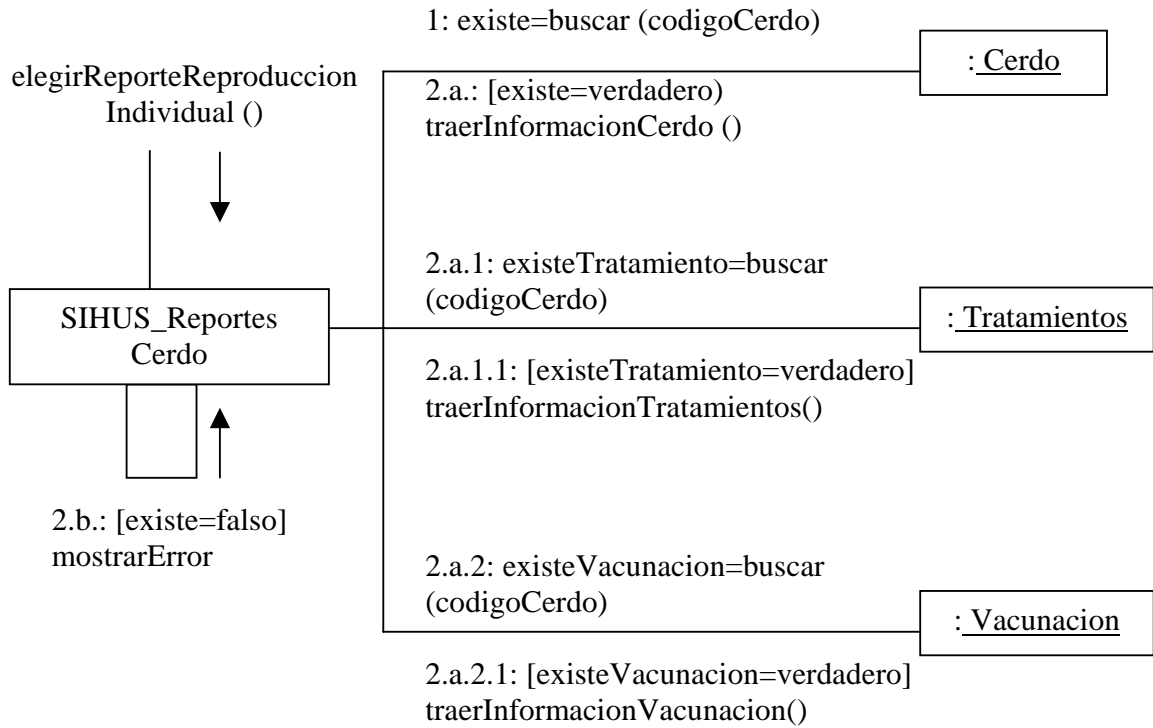 1: existe=buscar (codigoCerdo)
: Cerdo
elegirReporteReproduccion
Individual ()
2.a.: [existe=verdadero)
traerInformacionCerdo ()
2.a.1: existeTratamiento=buscar
(codigoCerdo)
SIHUS_Reportes
Cerdo
: Tratamientos
2.a.1.1: [existeTratamiento=verdadero]
traerInformacionTratamientos()
2.b.: [existe=falso]
mostrarError
2.a.2: existeVacunacion=buscar
(codigoCerdo)
: Vacunacion
2.a.2.1: [existeVacunacion=verdadero]
traerInformacionVacunacion()